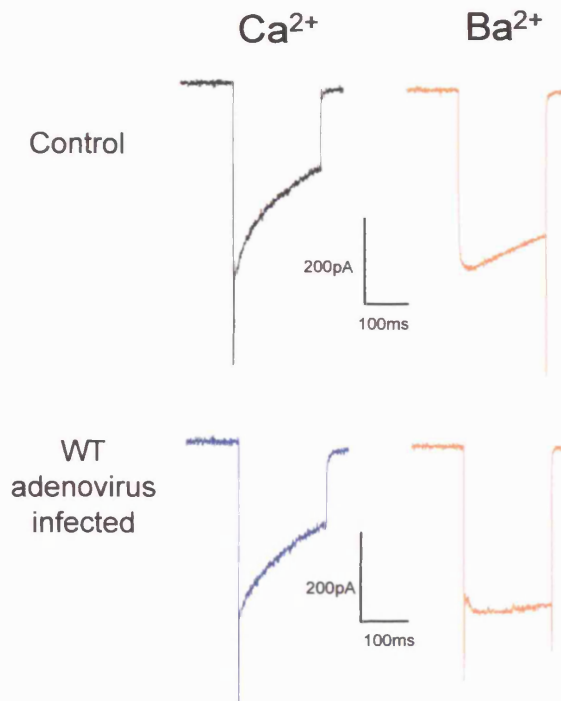 Ca²⁺ Ba²⁺
Control
200pA
100ms
WT
adenovirus
infected
200pA
100ms